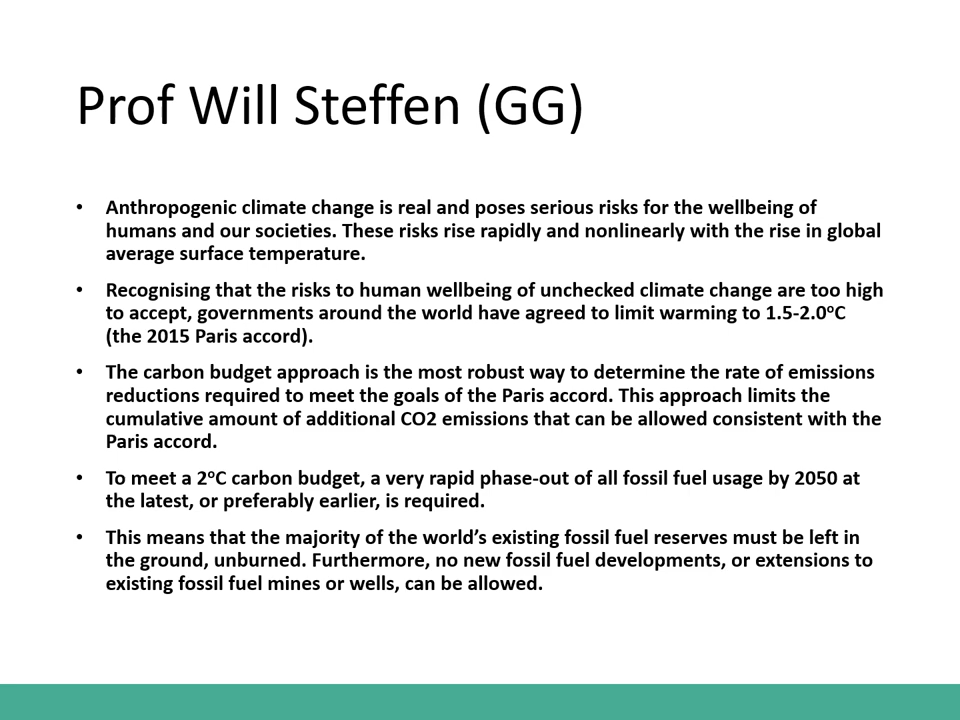 Prof Will Steffen (GG)
• Anthropogenic climate change is real and poses serious risks for the wellbeing of
humans and our societies. These risks rise rapidly and nonlinearly with the rise in global
average surface temperature.
• Recognising that the risks to human wellbeing of unchecked climate change are too high
to accept, governments around the world have agreed to limit warming to 1.5-2.0ºC
(the 2015 Paris accord).
• The carbon budget approach is the most robust way to determine the rate of emissions
reductions required to meet the goals of the Paris accord. This approach limits the
cumulative amount of additional CO2 emissions that can be allowed consistent with the
Paris accord.
• To meet a 2ºC carbon budget, a very rapid phase-out of all fossil fuel usage by 2050 at
the latest, or preferably earlier, is required.
• This means that the majority of the world’s existing fossil fuel reserves must be left in
the ground, unburned. Furthermore, no new fossil fuel developments, or extensions to
existing fossil fuel mines or wells, can be allowed.